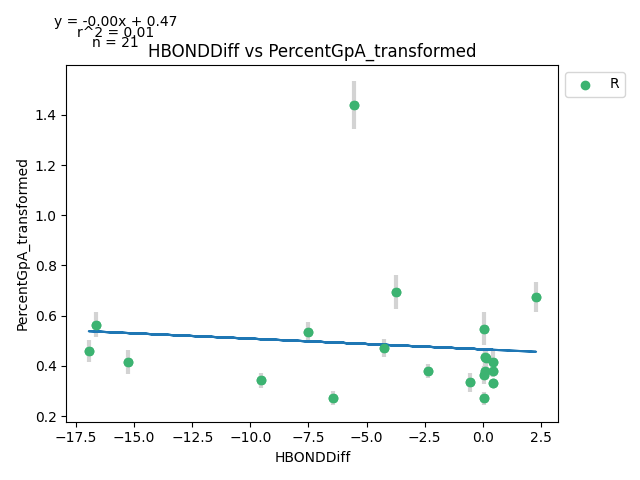 y = -0.00x + 0.47
r^2 = 0.01
n = 21
HBONDDiff vs PercentGpA_transformed
R
PercentGpA_transformed
1.4
1.2
1.0
0.8
0.6
0.4
0.2
−17.5 −15.0 −12.5 −10.0 −7.5 −5.0 −2.5 0.0 2.5
HBONDDiff